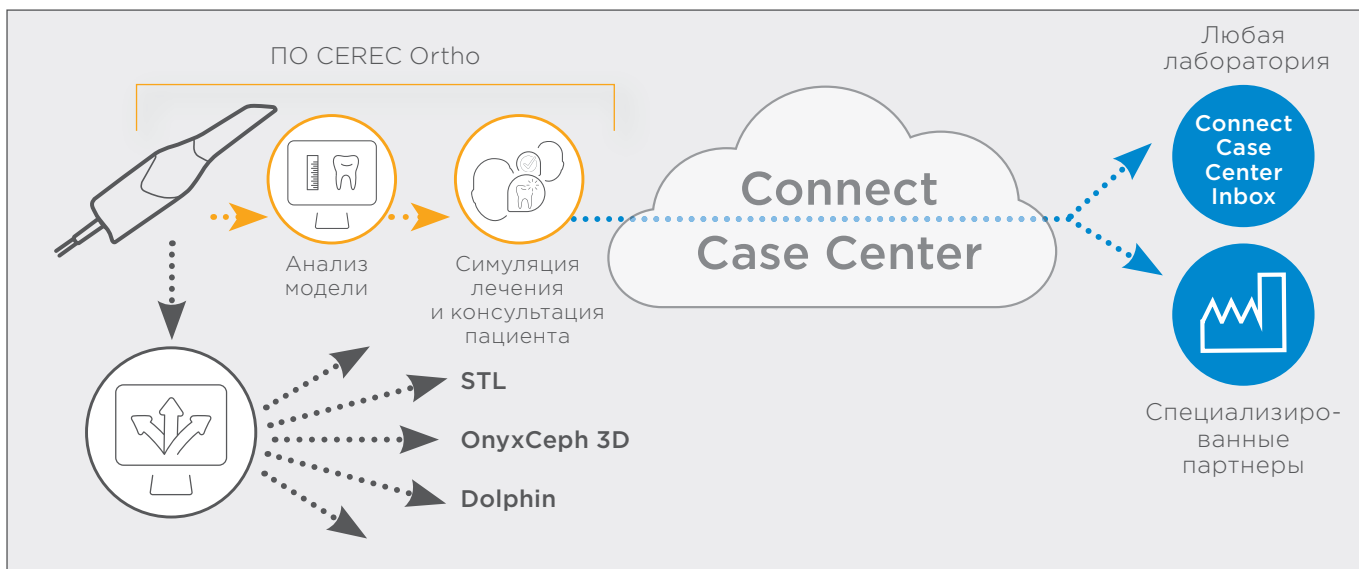 ПО CEREC Ortho
Анализ
модели
Симуляция
лечения
и консультация
пациента
Connect
Case Center
Любая
лаборатория
Connect
Case
Center
Inbox
Специализиро-
ванные
партнеры
STL
OnyxCeph 3D
Dolphin